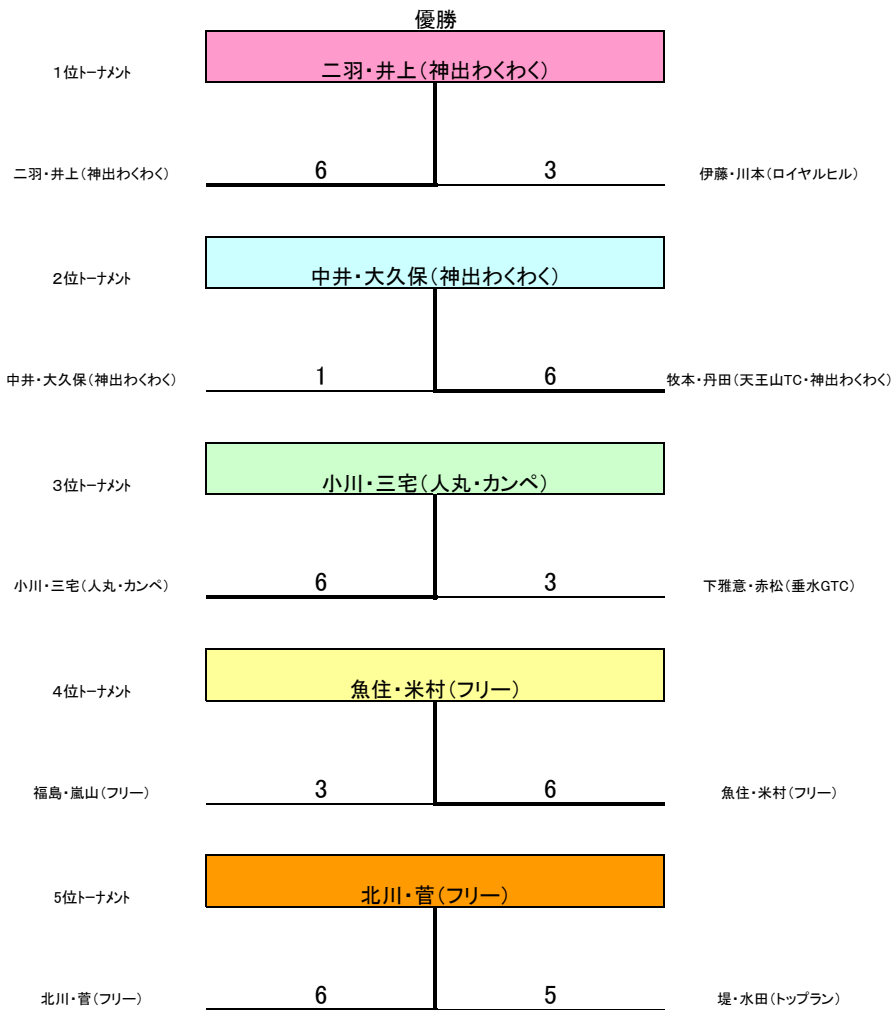 優勝
1位トーナメント
二羽・井上(神出わくわく)
二羽・井上(神出わくわく)
6
3
伊藤・川本(ロイヤルヒル)
2位トーナメント
中井・大久保(神出わくわく)
中井・大久保(神出わくわく)
1
6
牧本・丹田(天王山TC・神出わくわく)
3位トーナメント
小川・三宅(人丸・カンペ)
小川・三宅(人丸・カンペ)
6
3
下雅意・赤松(垂水GTC)
4位トーナメント
魚住・米村(フリー)
福島・嵐山(フリー)
3
6
魚住・米村(フリー)
5位トーナメント
北川・菅(フリー)
北川・菅(フリー)
6
5
堤・水田(トップラン)